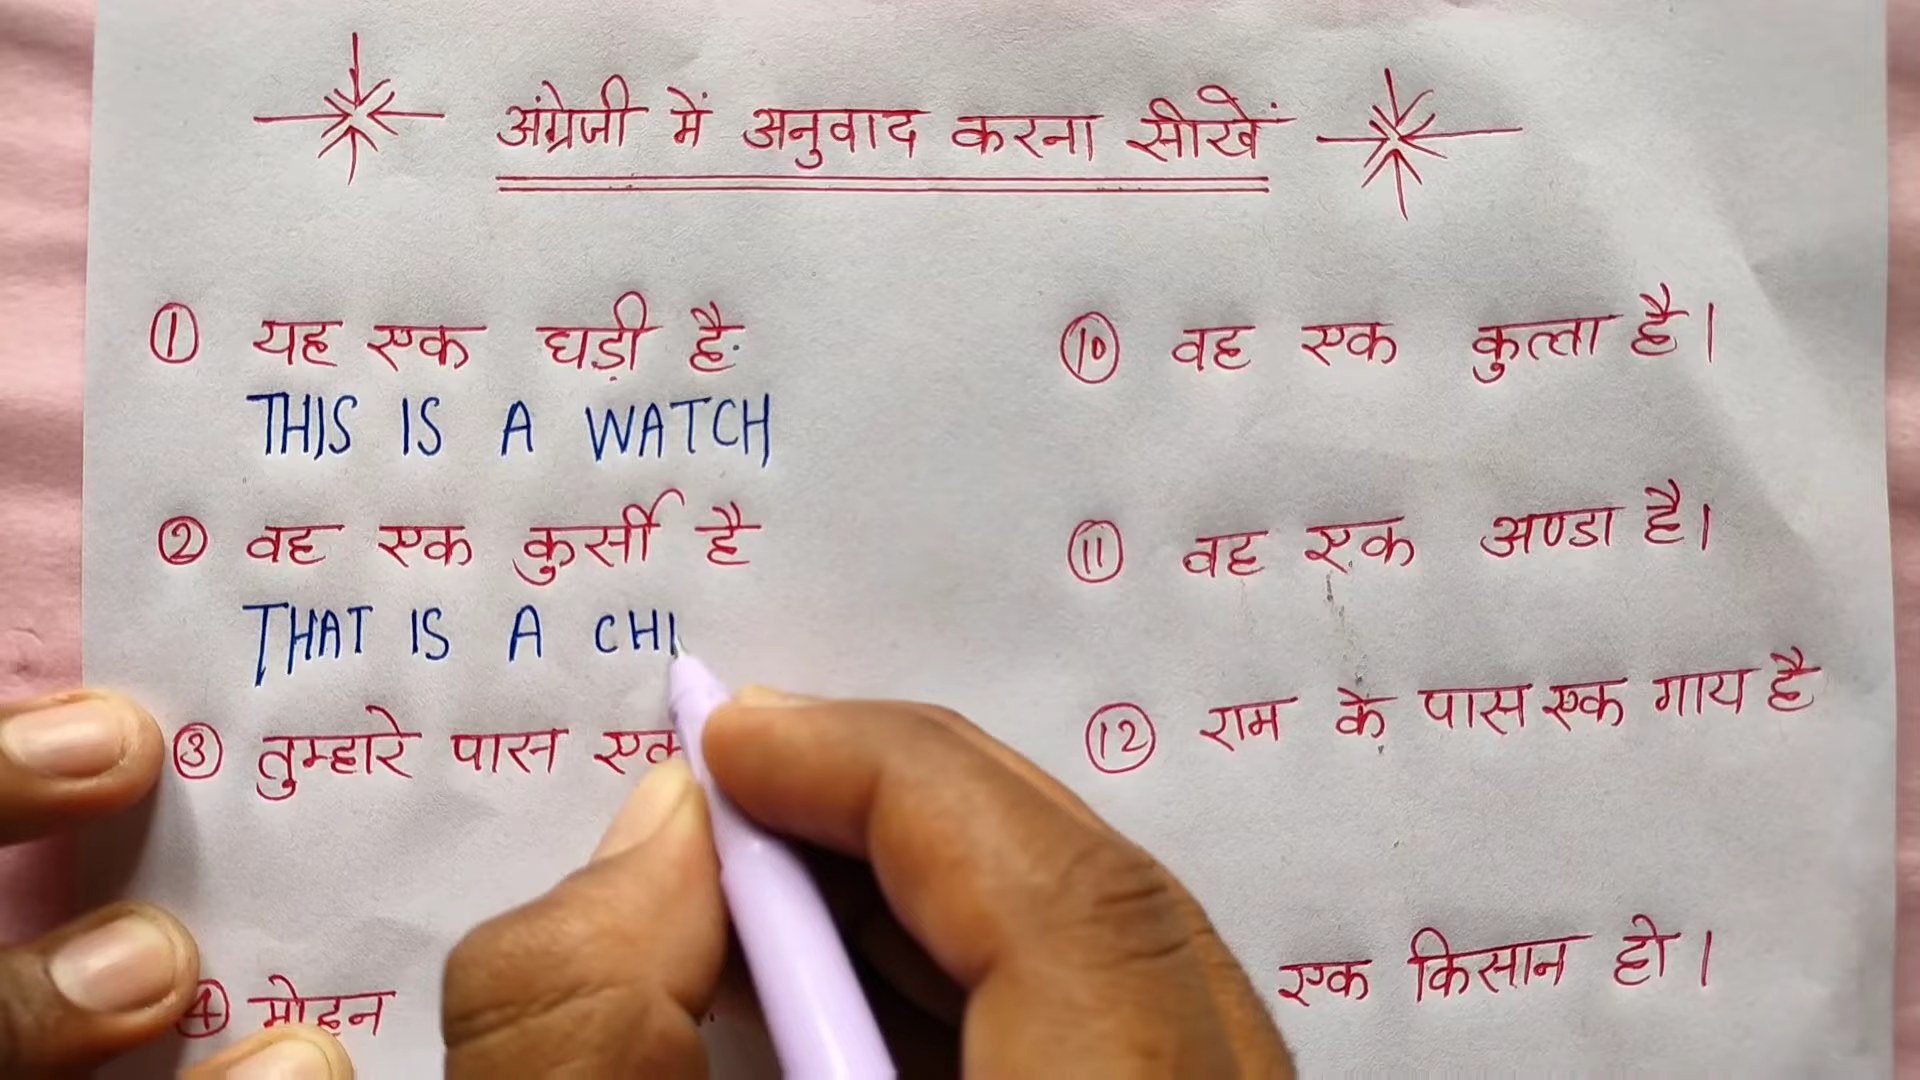 अंग्रेजी में अनुवाद करना सीखें
① यह एक घड़ी है.
THIS IS A WATCH
② वह एक कुर्सी है
THAT IS A CHI
③ तुम्हारे पास एक
④ मोहन
⑩ वह एक कुत्ता है।
⑪ वह एक अण्डा है।
⑫ राम के पास एक गाय है
एक किसान हो।